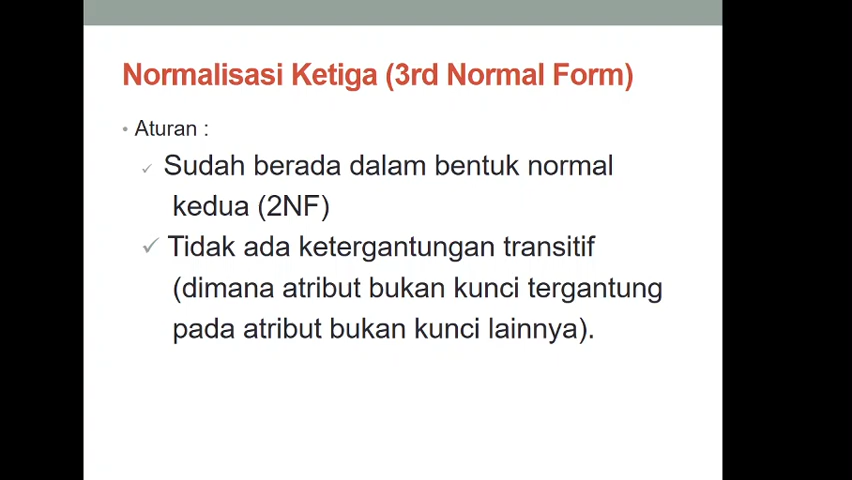 Normalisasi Ketiga (3rd Normal Form)
• Aturan :
✓ Sudah berada dalam bentuk normal
kedua (2NF)
✓ Tidak ada ketergantungan transitif
(dimana atribut bukan kunci tergantung
pada atribut bukan kunci lainnya).